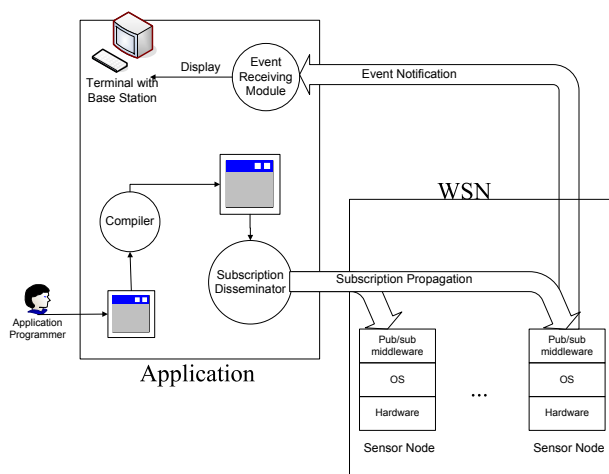 Display
Event
Receiving
Module
Event Notification
Terminal with
Base Station
WSN
Compiler
Subscription
Disseminator
Subscription Propagation
Application
Programmer
Application
Pub/sub
middleware
OS
Hardware
Sensor Node
...
Pub/sub
middleware
OS
Hardware
Sensor Node